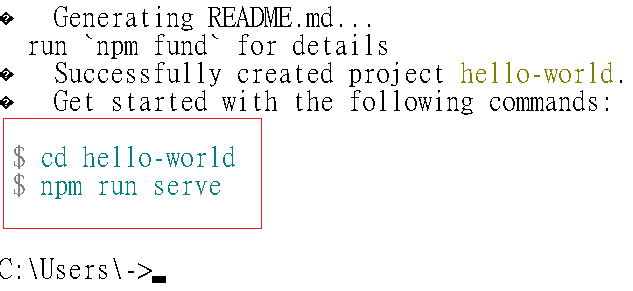 �  Generating README.md...
run `npm fund` for details
�  Successfully created project hello-world.
�  Get started with the following commands:
$ cd hello-world
$ npm run serve
C:\Users\->